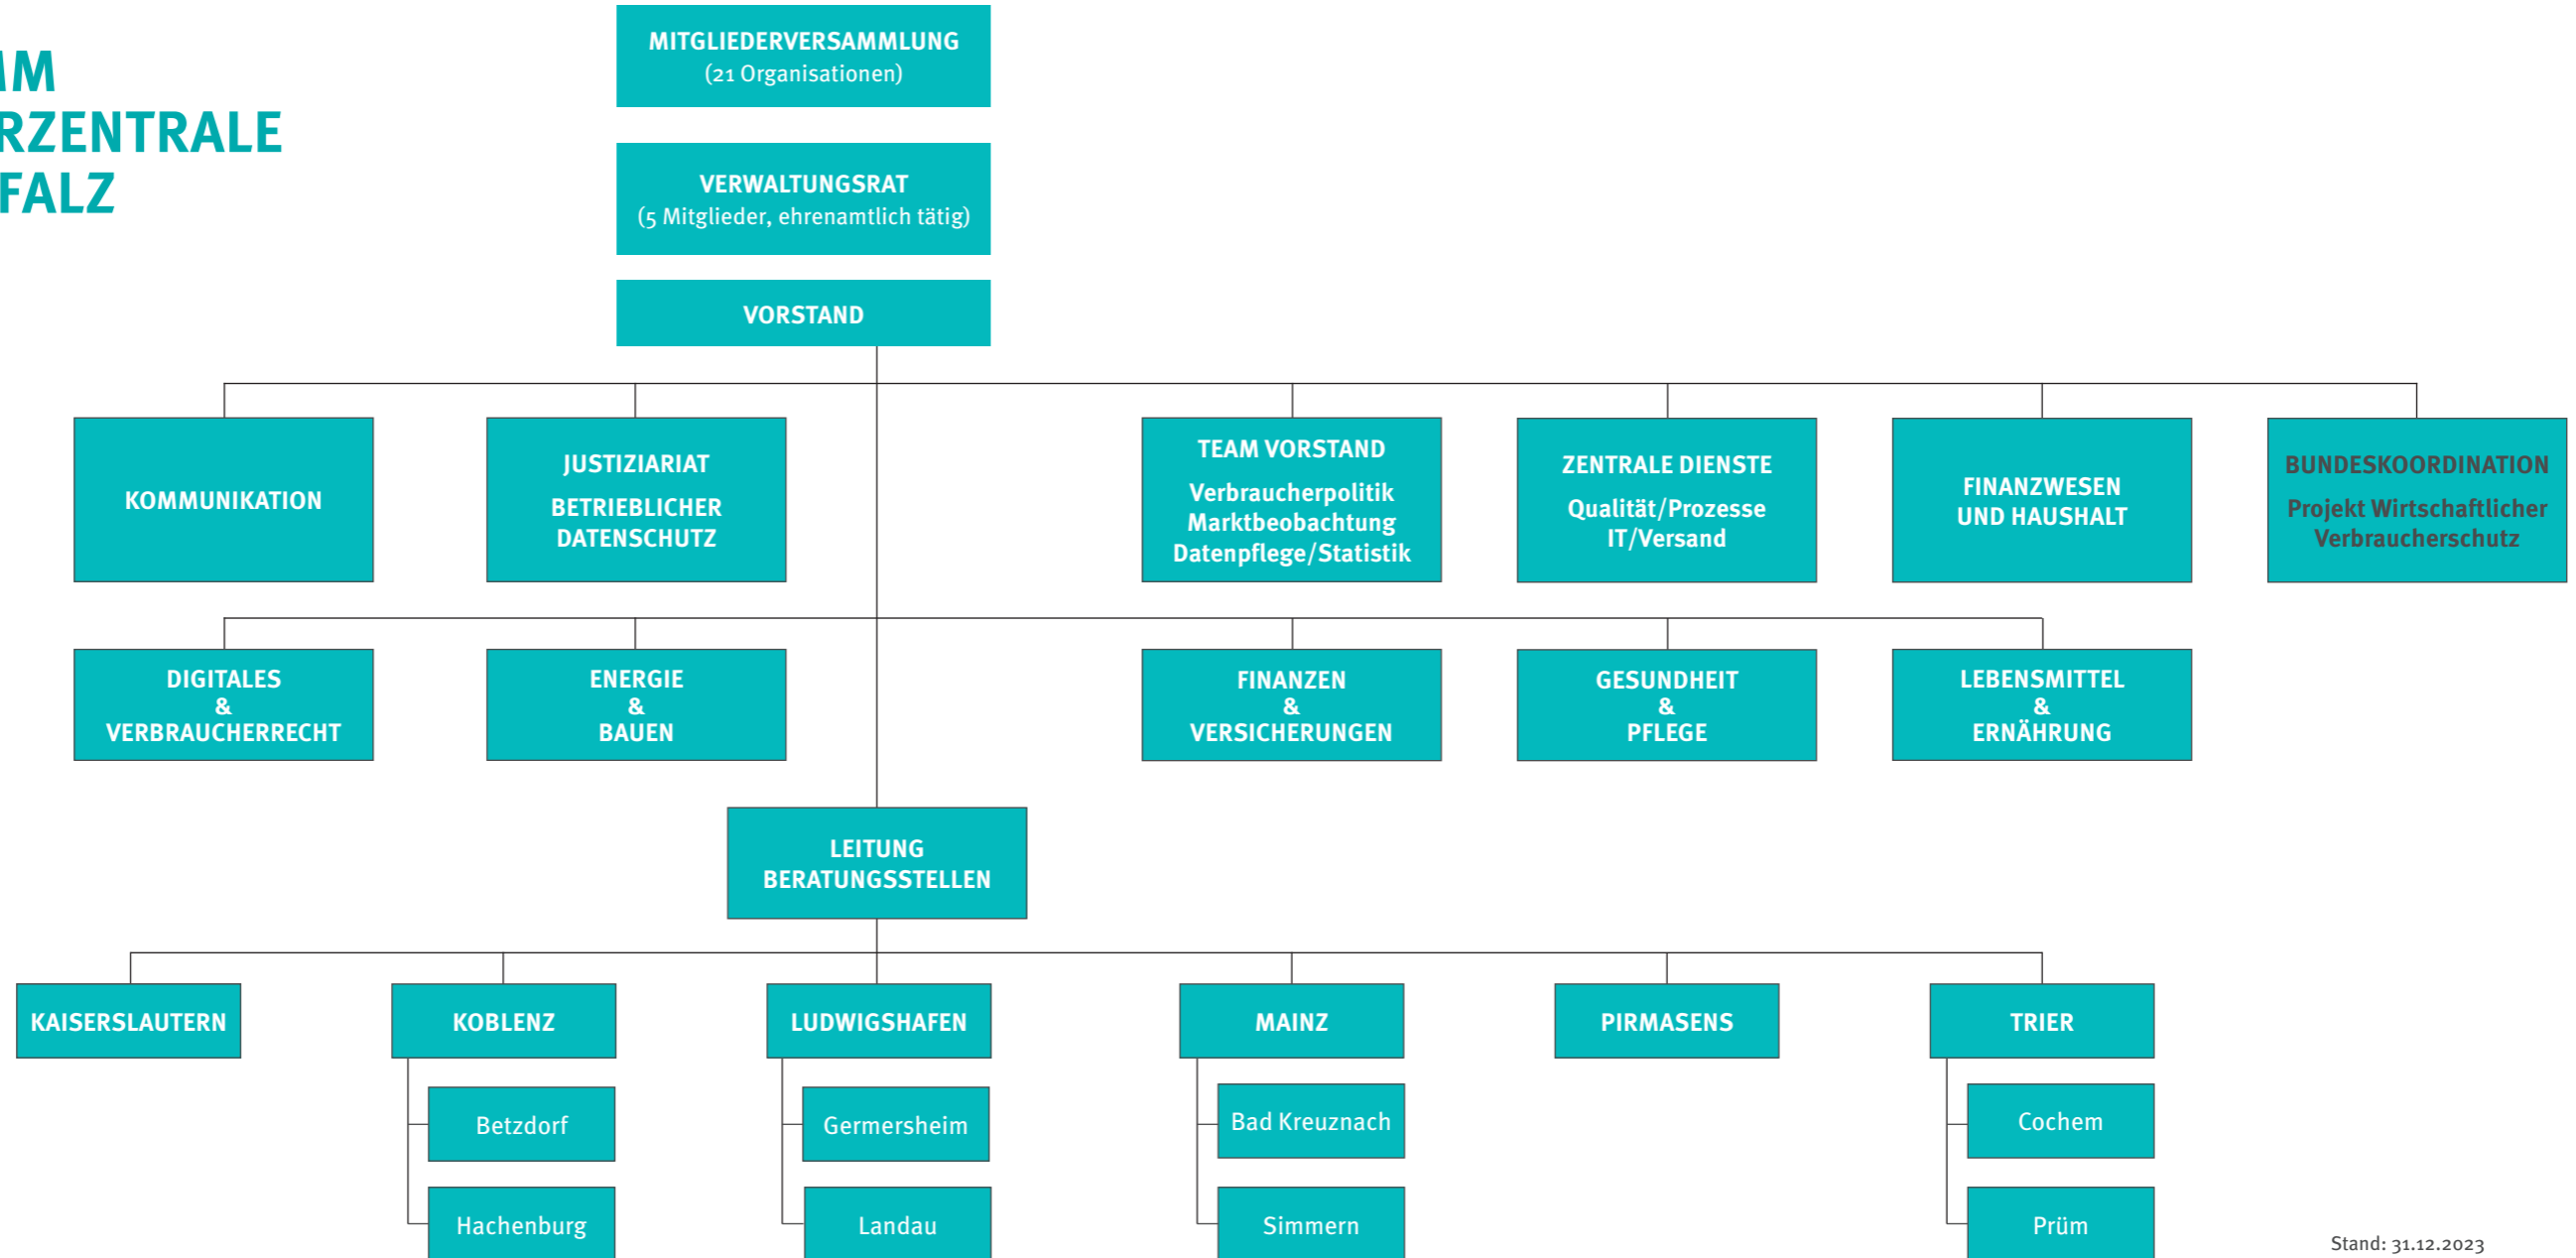 MM
RZENTRALE
FALZ
MITGLIEDERVERSAMMLUNG
(21 Organisationen)
VERWALTUNGSRAT
(5 Mitglieder, ehrenamtlich tätig)
VORSTAND
KOMMUNIKATION
JUSTIZIARIAT
BETRIEBLICHER
DATENSCHUTZ
TEAM VORSTAND
Verbraucherpolitik
Marktbeobachtung
Datenpflege/Statistik
ZENTRALE DIENSTE
Qualität/Prozesse
IT/Versand
FINANZWESEN
UND HAUSHALT
BUNDESKOORDINATION
Projekt Wirtschaftlicher
Verbraucherschutz
DIGITALES
&
VERBRAUCHERRECHT
ENERGIE
&
BAUEN
FINANZEN
&
VERSICHERUNGEN
GESUNDHEIT
&
PFLEGE
LEBENSMITTEL
&
ERNÄHRUNG
LEITUNG
BERATUNGSSTELLEN
KAISERSLAUTERN
KOBLENZ
LUDWIGSHAFEN
MAINZ
PIRMASENS
TRIER
Betzdorf
Germersheim
Bad Kreuznach
Cochem
Hachenburg
Landau
Simmern
Prüm
Stand: 31.12.2023